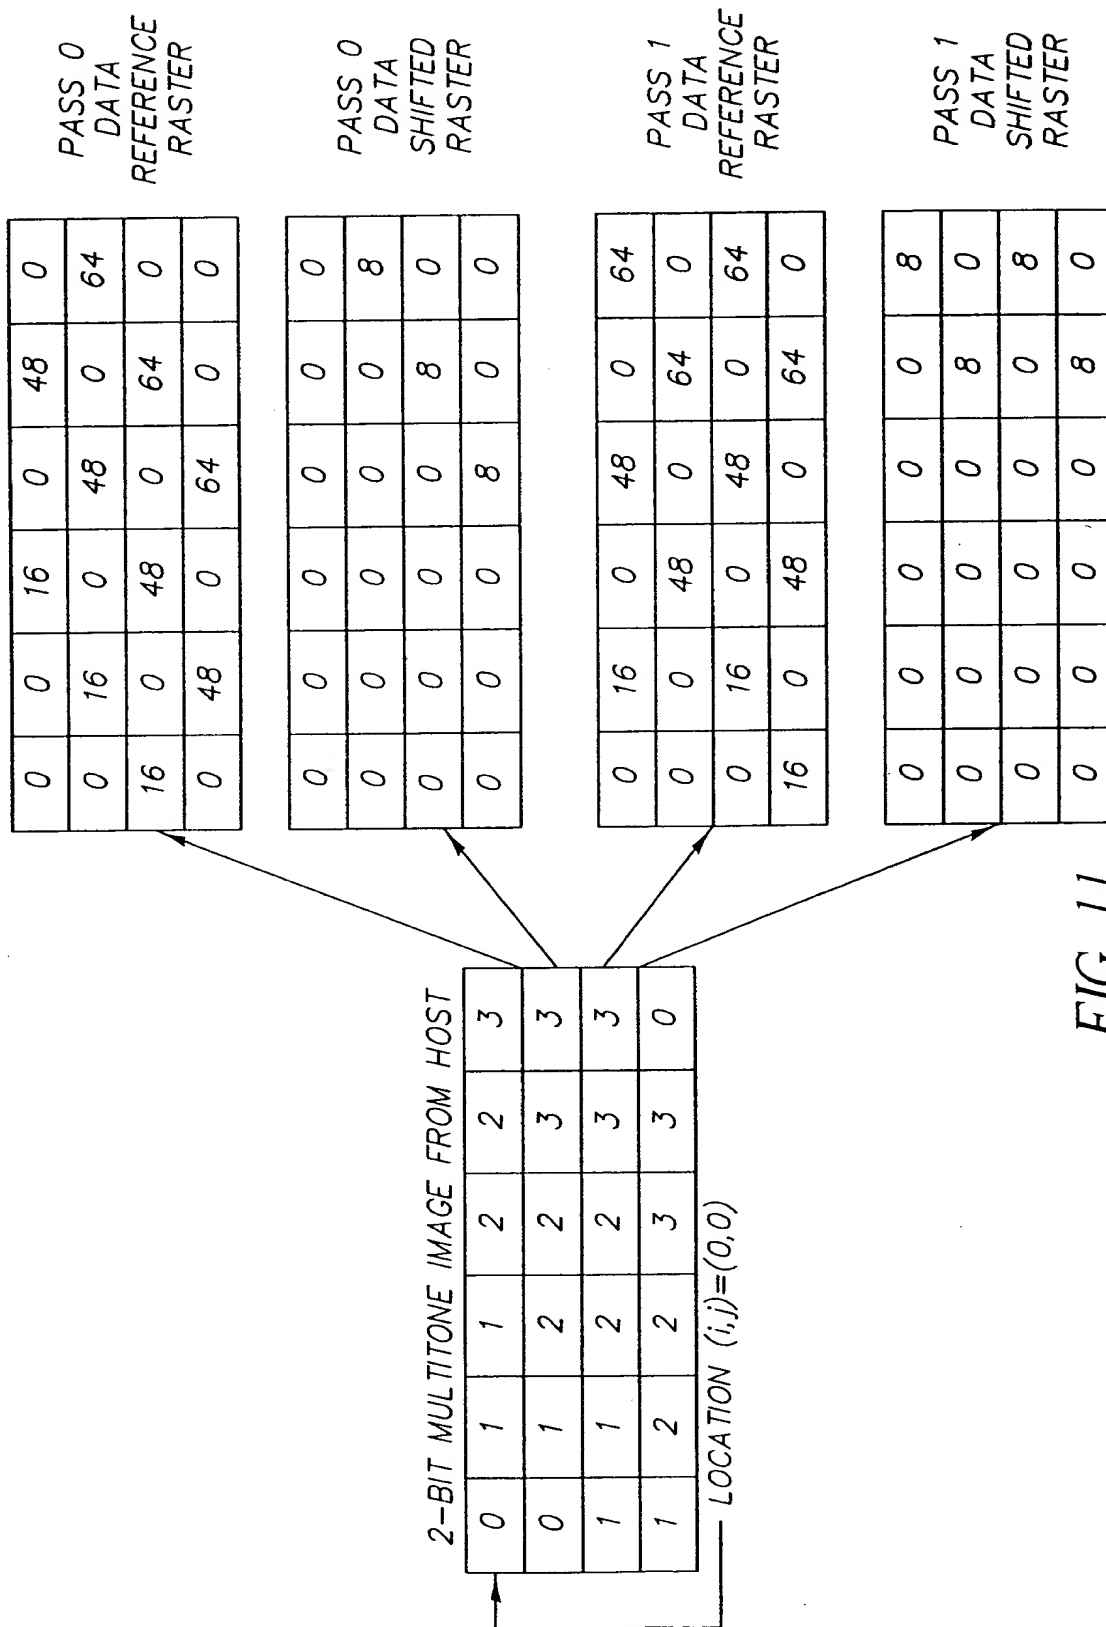 2-BIT MULTITONE IMAGE FROM HOST
0 1 1 2 2 3
0 1 2 2 3 3
1 1 2 2 3 3
1 2 2 3 3 0
LOCATION (i,j)=(0,0)
0 0 16 0 48 0
0 16 0 48 0 64
16 0 48 0 64 0
0 48 0 64 0 0
PASS 0
DATA
REFERENCE
RASTER
0 0 0 0 0 0
0 0 0 0 0 8
0 0 0 0 8 0
0 0 0 8 0 0
PASS 0
DATA
SHIFTED
RASTER
0 16 0 48 0 64
0 0 48 0 64 0
0 16 0 48 0 64
16 0 48 0 64 0
PASS 1
DATA
REFERENCE
RASTER
0 0 0 0 0 8
0 0 0 0 8 0
0 0 0 0 0 8
0 0 0 0 8 0
PASS 1
DATA
SHIFTED
RASTER
FIG. 11